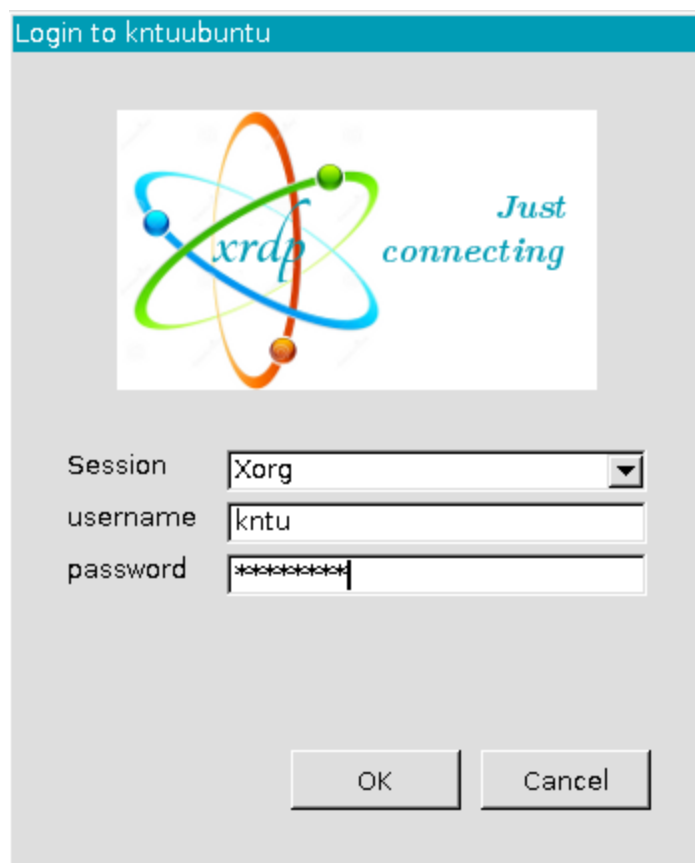 Login to kntuubuntu
Just
xrdp
connecting
Session
Xorg
username
kntu
password
*********
OK
Cancel